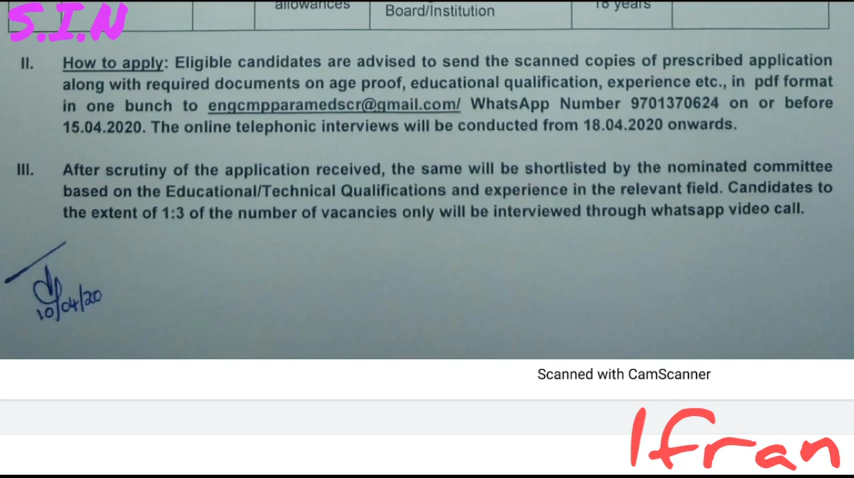 S.I.N
allowances
Board/Institution
18 years
II. How to apply: Eligible candidates are advised to send the scanned copies of prescribed application
along with required documents on age proof, educational qualification, experience etc., in pdf format
in one bunch to engcmpparamedscr@gmail.com/ WhatsApp Number 9701370624 on or before
15.04.2020. The online telephonic interviews will be conducted from 18.04.2020 onwards.
III. After scrutiny of the application received, the same will be shortlisted by the nominated committee
based on the Educational/Technical Qualifications and experience in the relevant field. Candidates to
the extent of 1:3 of the number of vacancies only will be interviewed through whatsapp video call.
10/04/20
Scanned with CamScanner
Ifran